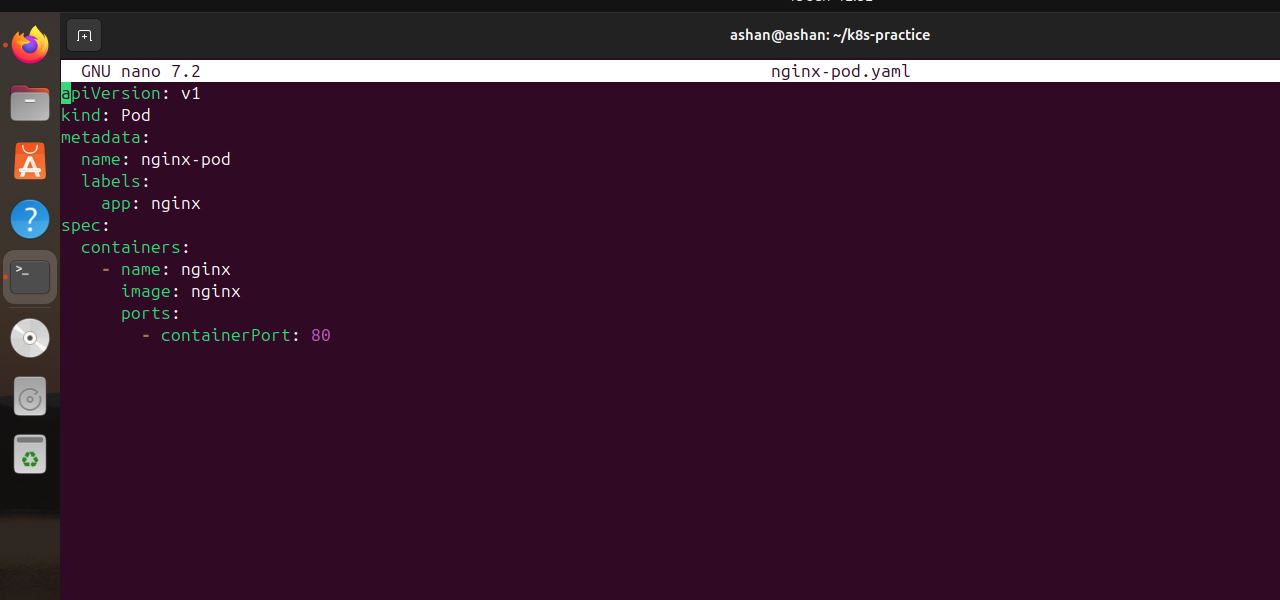 ashan@ashan: ~/k8s-practice
GNU nano 7.2 nginx-pod.yaml
apiVersion: v1
kind: Pod
metadata:
  name: nginx-pod
  labels:
    app: nginx
spec:
  containers:
    - name: nginx
      image: nginx
      ports:
        - containerPort: 80